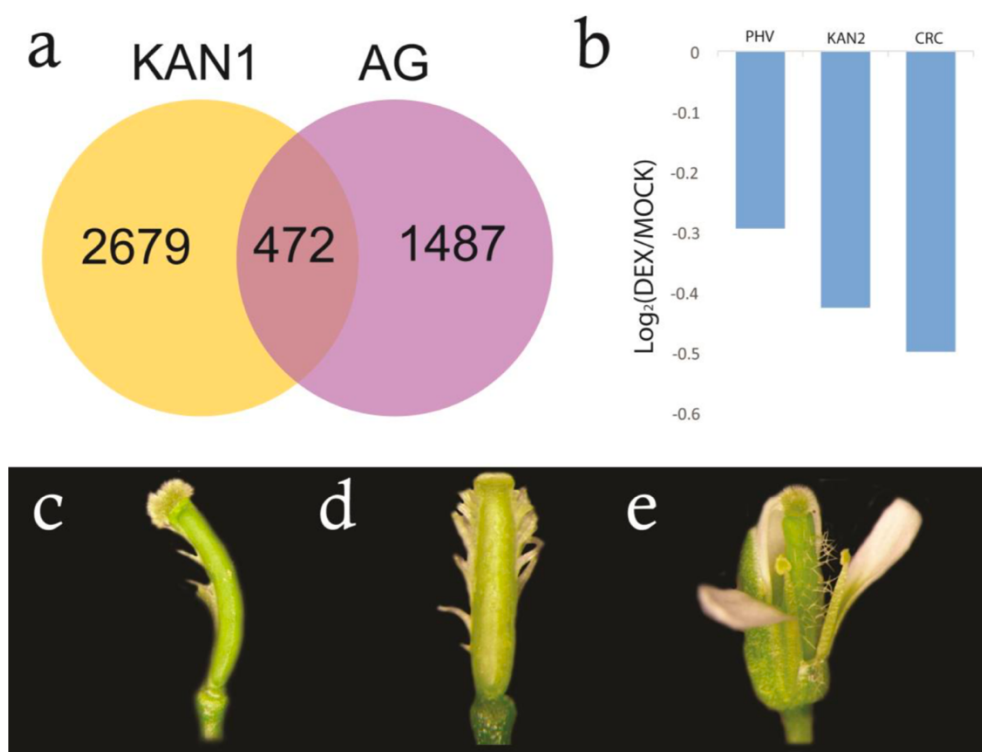 a
KAN1 AG
2679 472 1487
b
PHV KAN2 CRC
0
-0.1
-0.2
-0.3
-0.4
-0.5
-0.6
Log₂(DEX/MOCK)
c
d
e